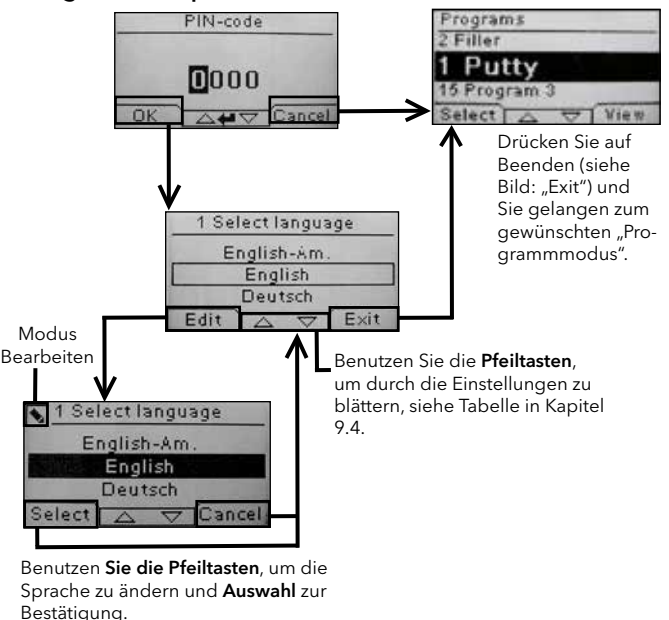 PIN-code
0000
OK
Cancel
Programs
2 Filler
1 Putty
15 Program 3
Select
View
Drücken Sie auf
Beenden (siehe
Bild: „Exit“) und
Sie gelangen zum
gewünschten „Pro-
grammmodus“.
1 Select language
English-Am.
English
Deutsch
Edit
Exit
Modus
Bearbeiten
Benutzen Sie die Pfeiltasten,
um durch die Einstellungen zu
blättern, siehe Tabelle in Kapitel
9.4.
1 Select language
English-Am.
English
Deutsch
Select
Cancel
Benutzen Sie die Pfeiltasten, um die
Sprache zu ändern und Auswahl zur
Bestätigung.